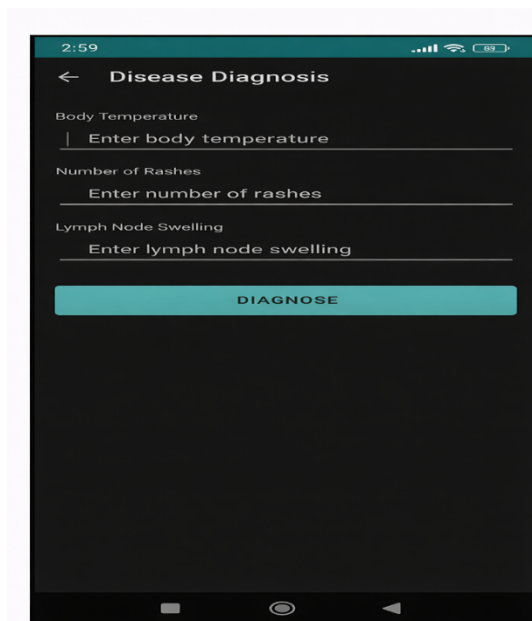 2:59
89
Disease Diagnosis
Body Temperature
Enter body temperature
Number of Rashes
Enter number of rashes
Lymph Node Swelling
Enter lymph node swelling
DIAGNOSE